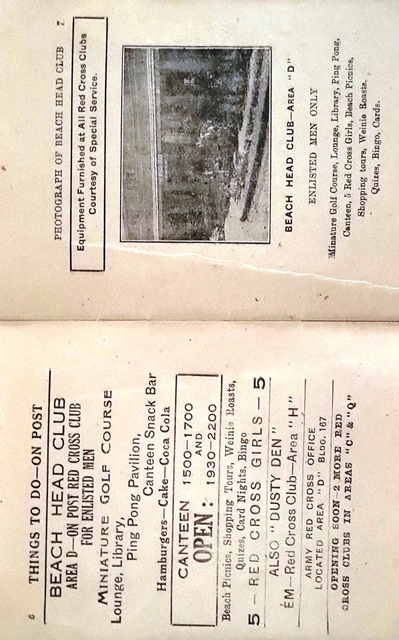 6 THINGS TO DO—ON POST
BEACH HEAD CLUB
AREA D—ON POST RED CROSS CLUB
FOR ENLISTED MEN
MINIATURE GOLF COURSE
Lounge, Library,
Ping Pong Pavilion,
Canteen Snack Bar
Hamburgers—Cake—Coca Cola
CANTEEN 1500—1700
OPEN: AND
1930—2200
Beach Picnics, Shopping Tours, Weinie Roasts,
Quizes, Card Nights, Bingo
5 — RED CROSS GIRLS — 5
ALSO "DUSTY DEN"
EM—Red Cross Club—Area "H"
ARMY RED CROSS OFFICE
LOCATED AREA "D" BLDG. 167
OPENING SOON—2 MORE RED
CROSS CLUBS IN AREAS "C" & "Q"
PHOTOGRAPH OF BEACH HEAD CLUB 7.
Equipment Furnished at All Red Cross Clubs
Courtesy of Special Service.
BEACH HEAD CLUB—AREA "D"
ENLISTED MEN ONLY
Minature Golf Course, Lounge, Library, Ping Pong,
Canteen, 5 Red Cross Girls, Beach Picnics,
Shopping tours, Weinie Roasts,
Quizes, Bingo, Cards.